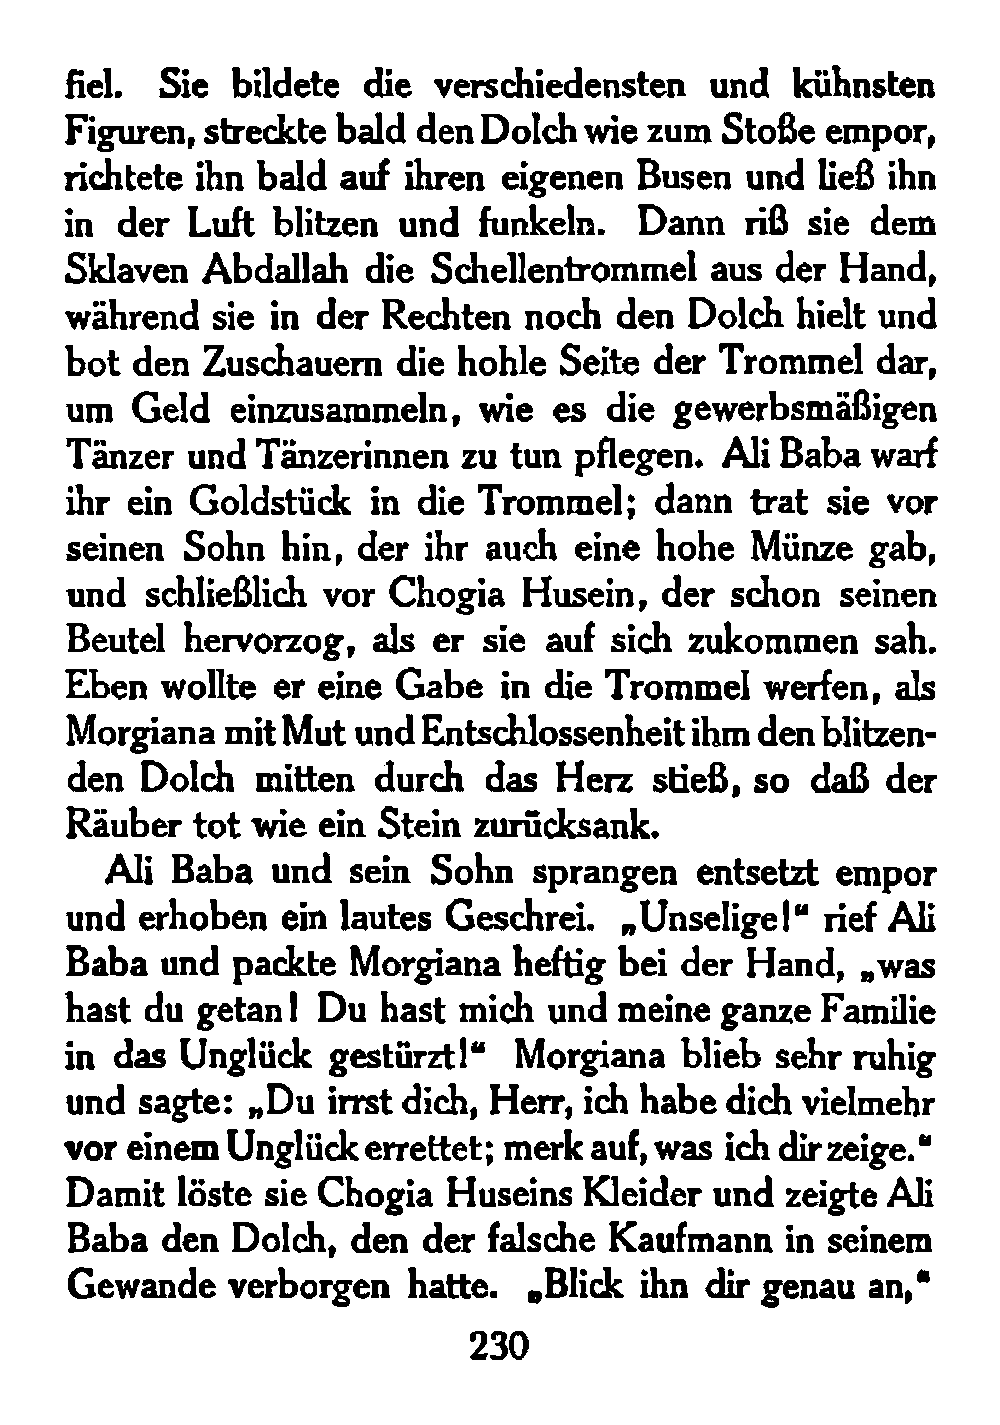 fiel. Sie bildete die verschiedensten und kühnsten
Figuren, streckte bald den Dolch wie zum Stoße empor,
richtete ihn bald auf ihren eigenen Busen und ließ ihn
in der Luft blitzen und funkeln. Dann riß sie dem
Sklaven Abdallah die Schellentrommel aus der Hand,
während sie in der Rechten noch den Dolch hielt und
bot den Zuschauern die hohle Seite der Trommel dar,
um Geld einzusammeln, wie es die gewerbsmäßigen
Tänzer und Tänzerinnen zu tun pflegen. Ali Baba warf
ihr ein Goldstück in die Trommel; dann trat sie vor
seinen Sohn hin, der ihr auch eine hohe Münze gab,
und schließlich vor Chogia Husein, der schon seinen
Beutel hervorzog, als er sie auf sich zukommen sah.
Eben wollte er eine Gabe in die Trommel werfen, als
Morgiana mit Mut und Entschlossenheit ihm den blitzen-
den Dolch mitten durch das Herz stieß, so daß der
Räuber tot wie ein Stein zurücksank.
Ali Baba und sein Sohn sprangen entsetzt empor
und erhoben ein lautes Geschrei. „Unselige!“ rief Ali
Baba und packte Morgiana heftig bei der Hand, „was
hast du getan! Du hast mich und meine ganze Familie
in das Unglück gestürzt!“ Morgiana blieb sehr ruhig
und sagte: „Du irrst dich, Herr, ich habe dich vielmehr
vor einem Unglück errettet; merk auf, was ich dir zeige.“
Damit löste sie Chogia Huseins Kleider und zeigte Ali
Baba den Dolch, den der falsche Kaufmann in seinem
Gewande verborgen hatte. „Blick ihn dir genau an,“
230